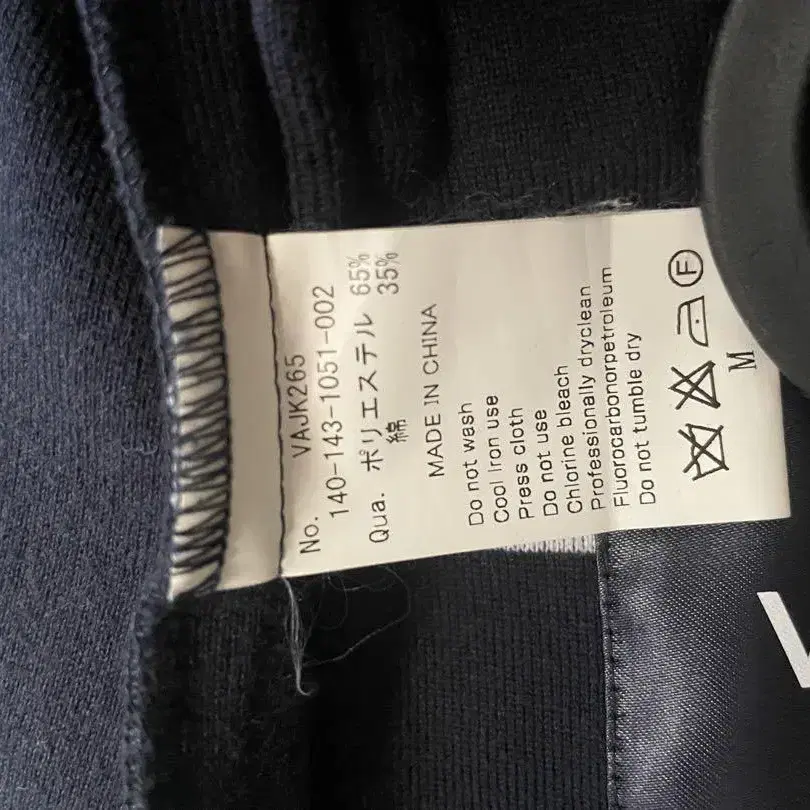 No. VAJK265
140-143-1051-002
Qua. ポリエステル 65%
綿 35%
MADE IN CHINA
Do not wash
Cool Iron use
Press cloth
Do not use
Chlorine bleach
Professionally dryclean
Fluorocarbonorpetroleum
Do not tumble dry
F
M